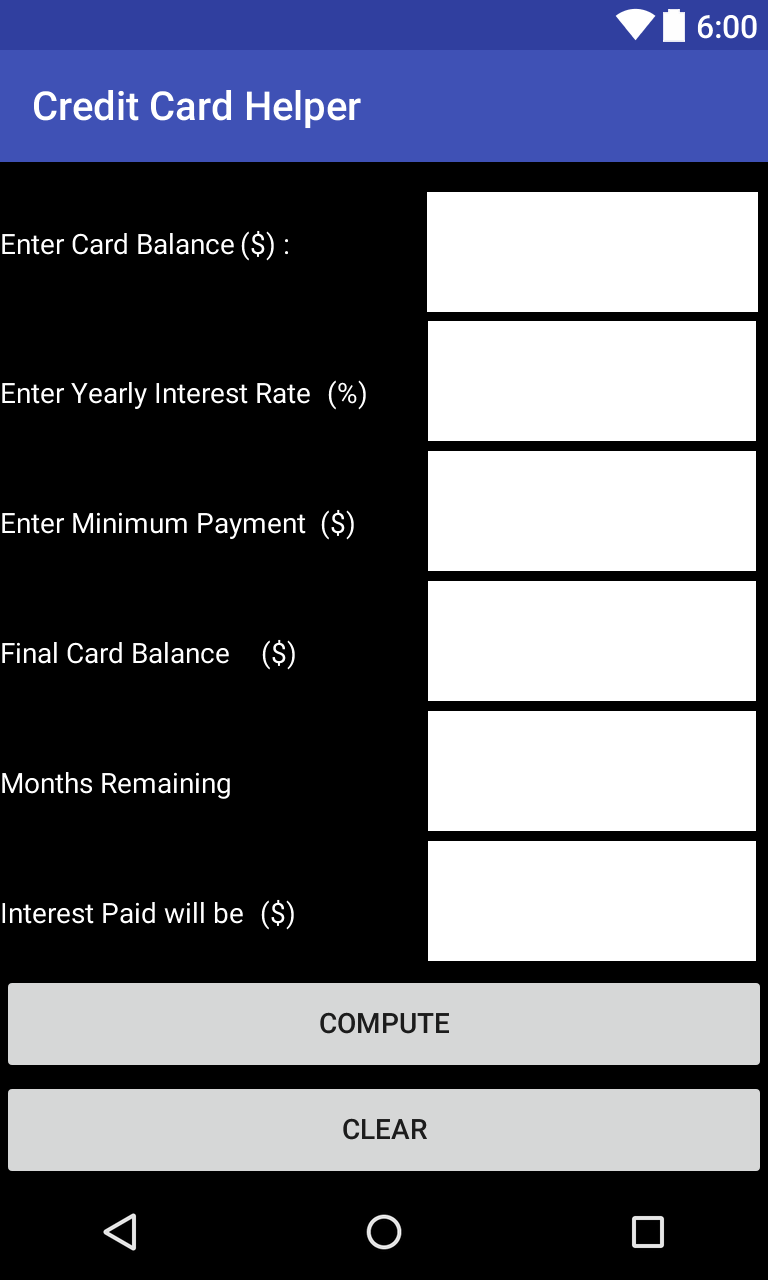 6:00
Credit Card Helper
Enter Card Balance ($) :
Enter Yearly Interest Rate (%)
Enter Minimum Payment ($)
Final Card Balance ($)
Months Remaining
Interest Paid will be ($)
COMPUTE
CLEAR